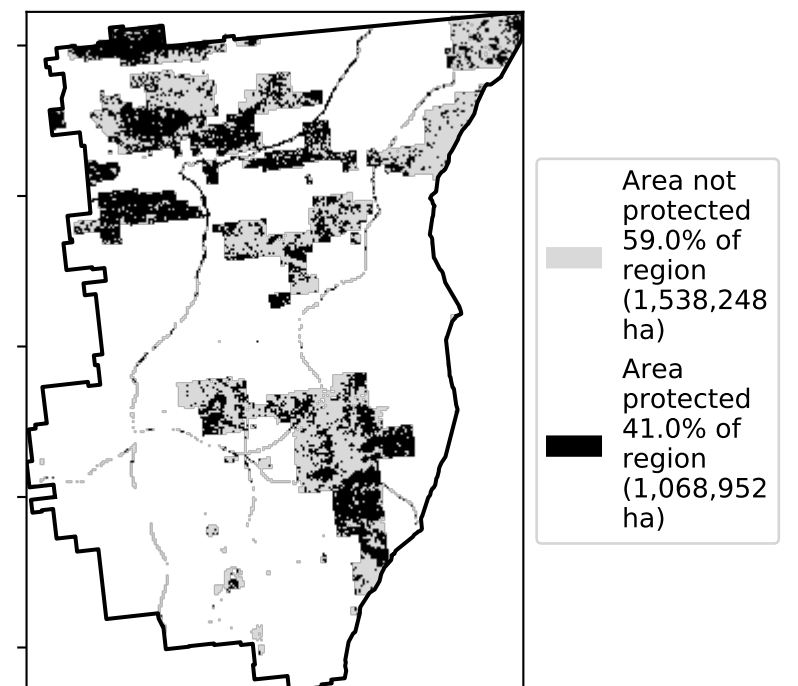 Area not
protected
59.0% of
region
(1,538,248
ha)
Area
protected
41.0% of
region
(1,068,952
ha)